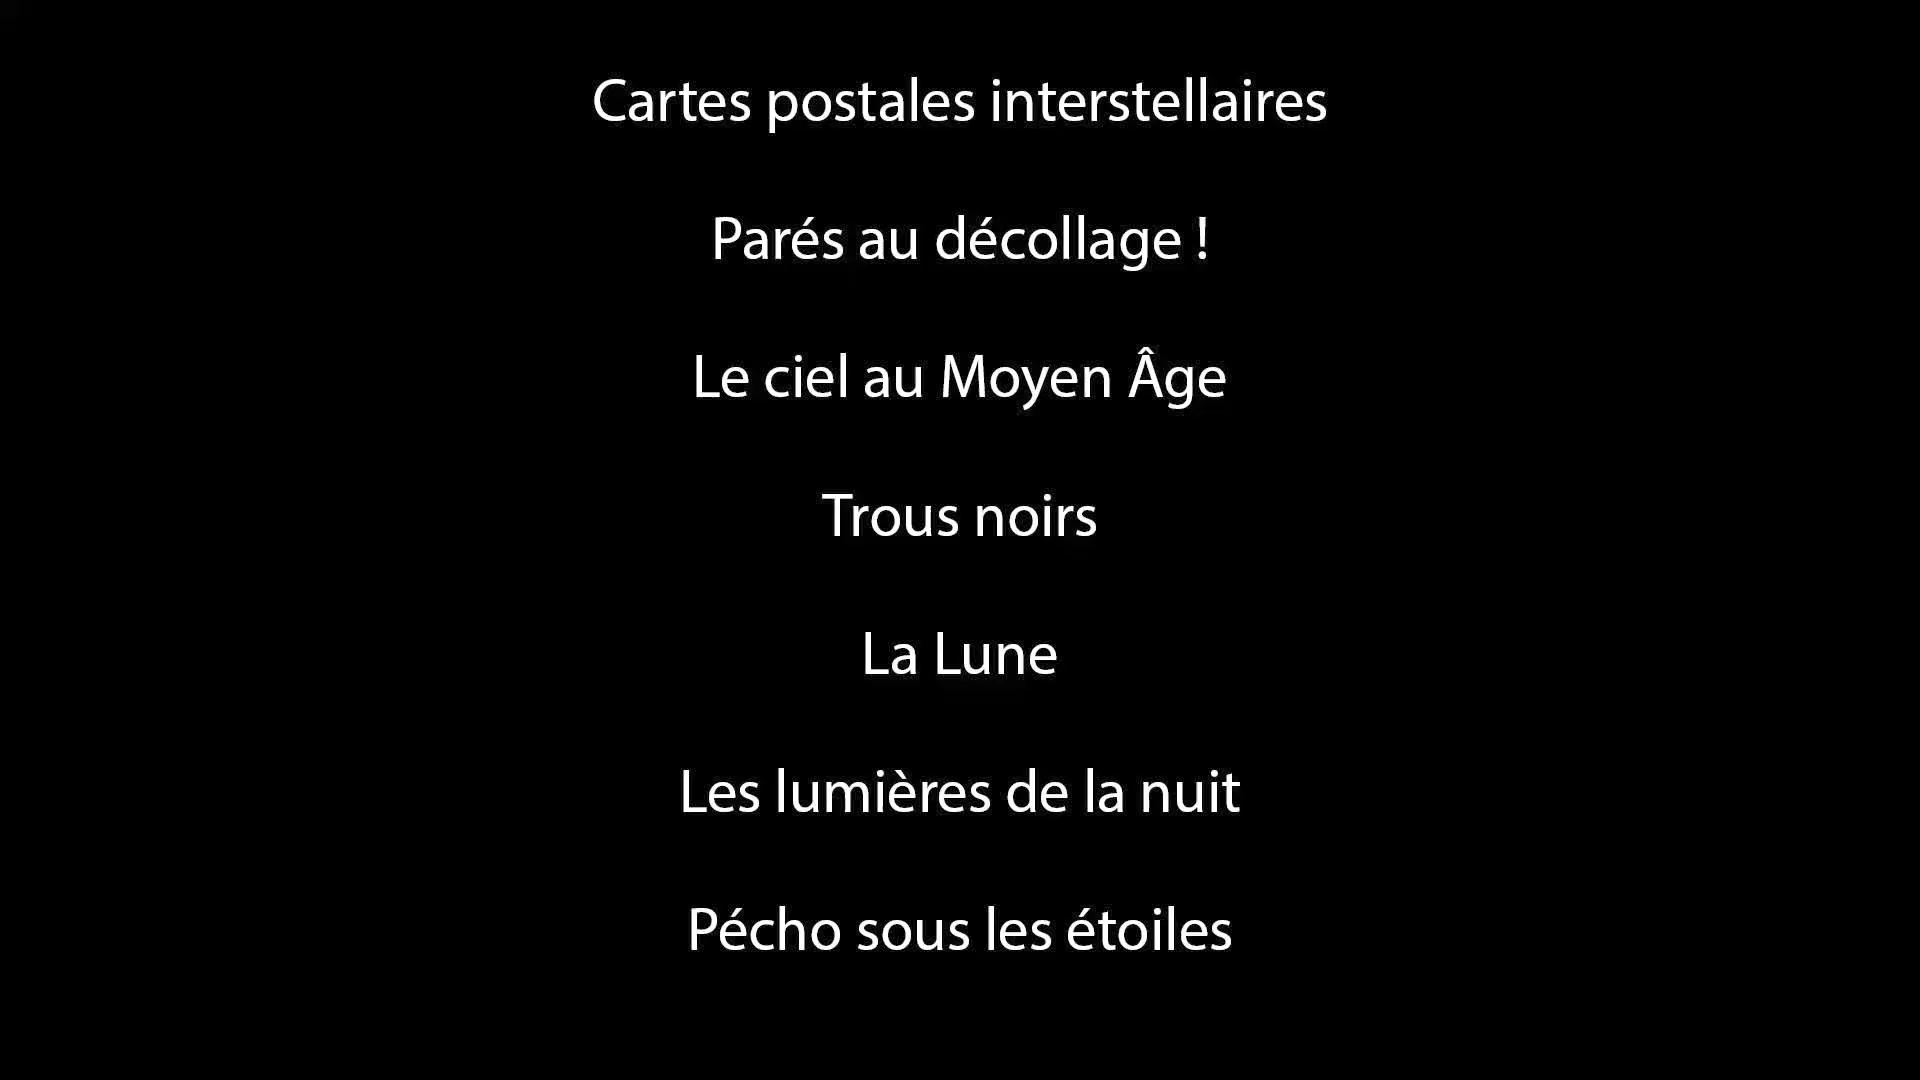 Cartes postales interstellaires
Parés au décollage !
Le ciel au Moyen Âge
Trous noirs
La Lune
Les lumières de la nuit
Pécho sous les étoiles